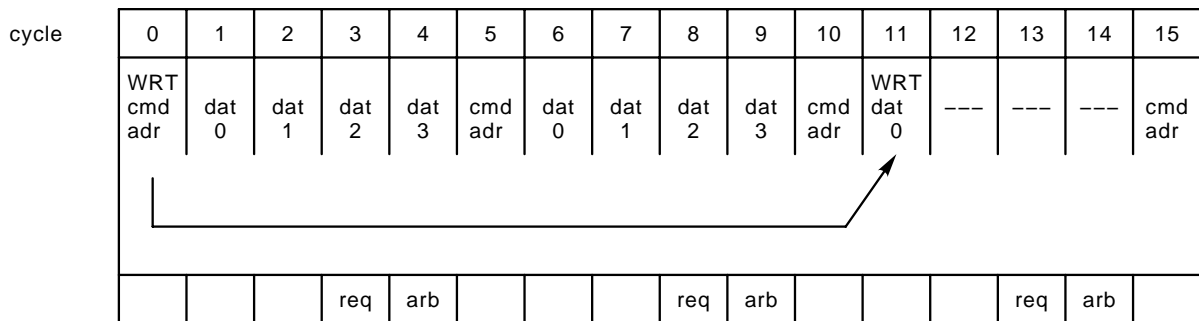 cycle 0 1 2 3 4 5 6 7 8 9 10 11 12 13 14 15
WRT WRT
cmd dat dat dat dat cmd dat dat dat dat cmd dat ––– ––– ––– cmd
adr 0 1 2 3 adr 0 1 2 3 adr 0 adr
req arb req arb req arb